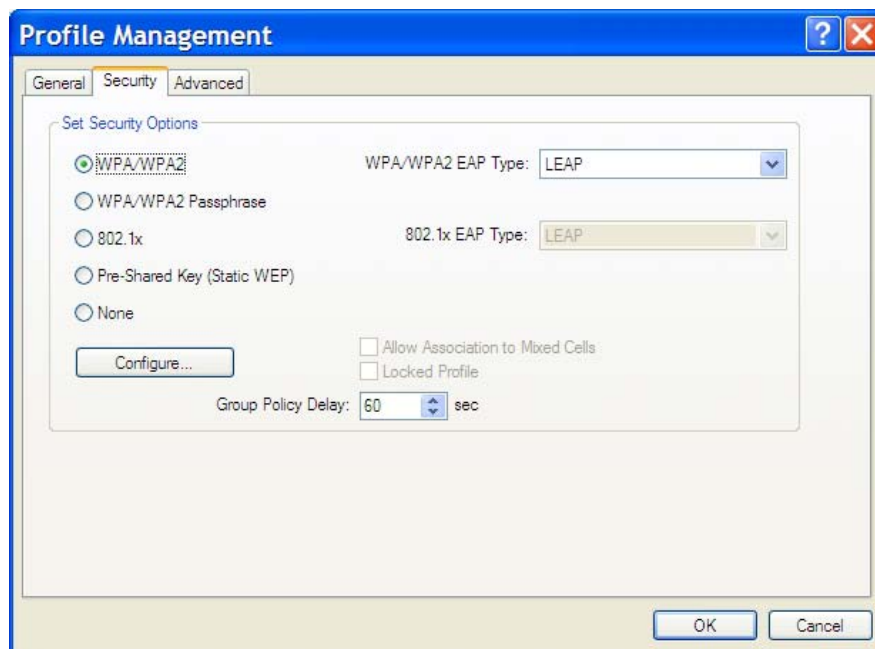 Profile Management
General Security Advanced
Set Security Options
WPA/WPA2 WPA/WPA2 EAP Type: LEAP
WPA/WPA2 Passphrase
802.1x 802.1x EAP Type: LEAP
Pre-Shared Key (Static WEP)
None
Allow Association to Mixed Cells
Configure...
Locked Profile
Group Policy Delay: 60 sec
OK Cancel